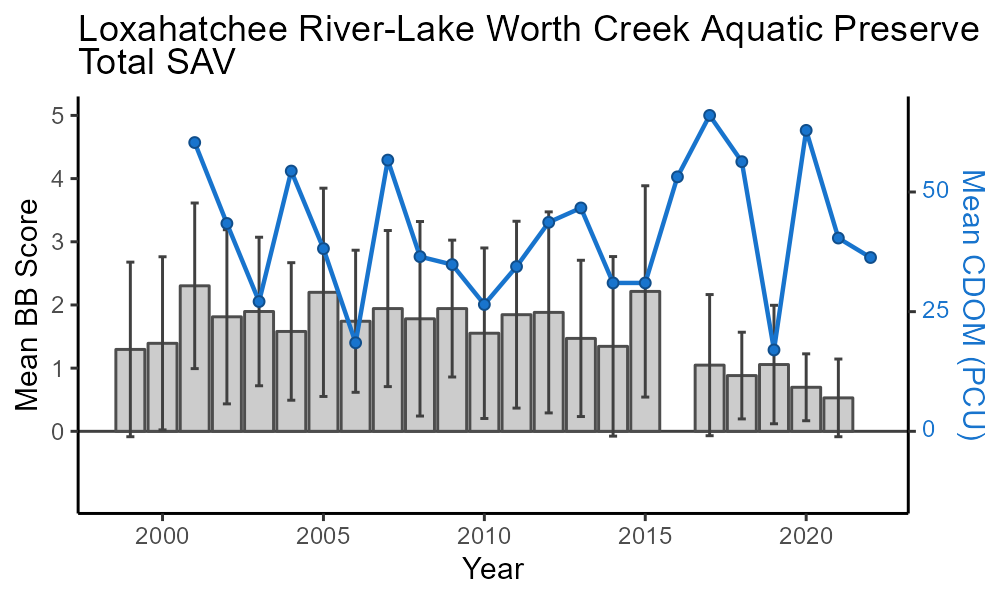 Loxahatchee River-Lake Worth Creek Aquatic Preserve
Total SAV
Mean BB Score
5
4
3
2
1
0
50
25
0
Mean CDOM (PCU)
2000
2005
2010
2015
2020
Year